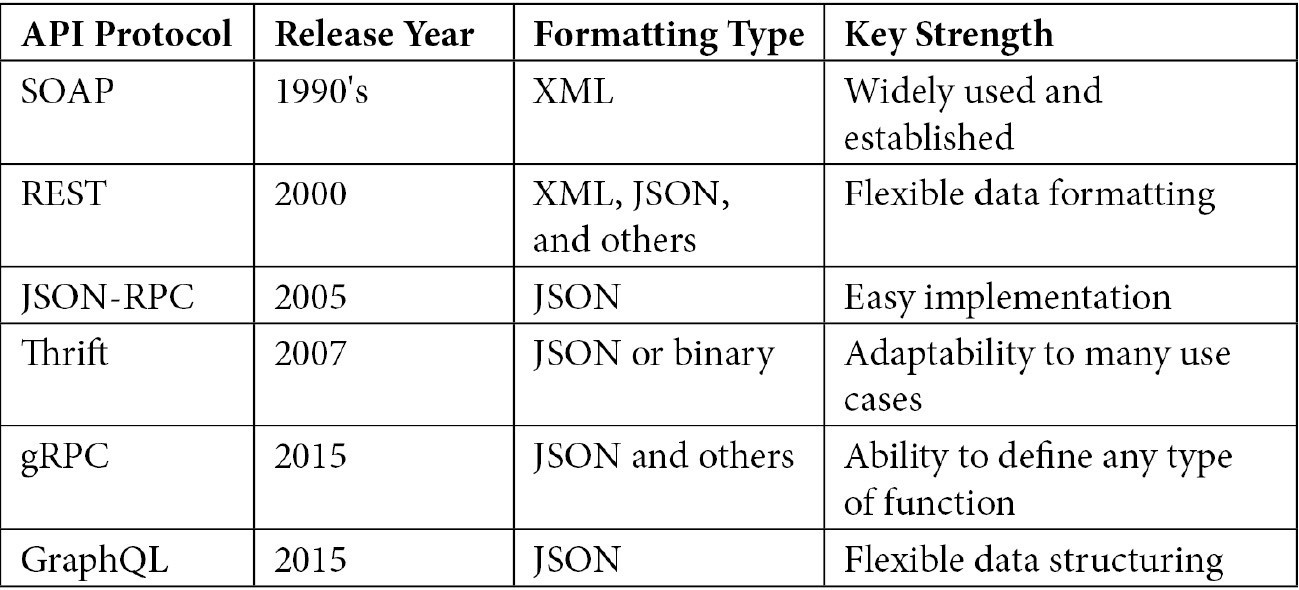 API Protocol Release Year Formatting Type Key Strength
SOAP 1990's XML Widely used and
established
REST 2000 XML, JSON, Flexible data formatting
and others
JSON-RPC 2005 JSON Easy implementation
Thrift 2007 JSON or binary Adaptability to many use
cases
gRPC 2015 JSON and others Ability to define any type
of function
GraphQL 2015 JSON Flexible data structuring